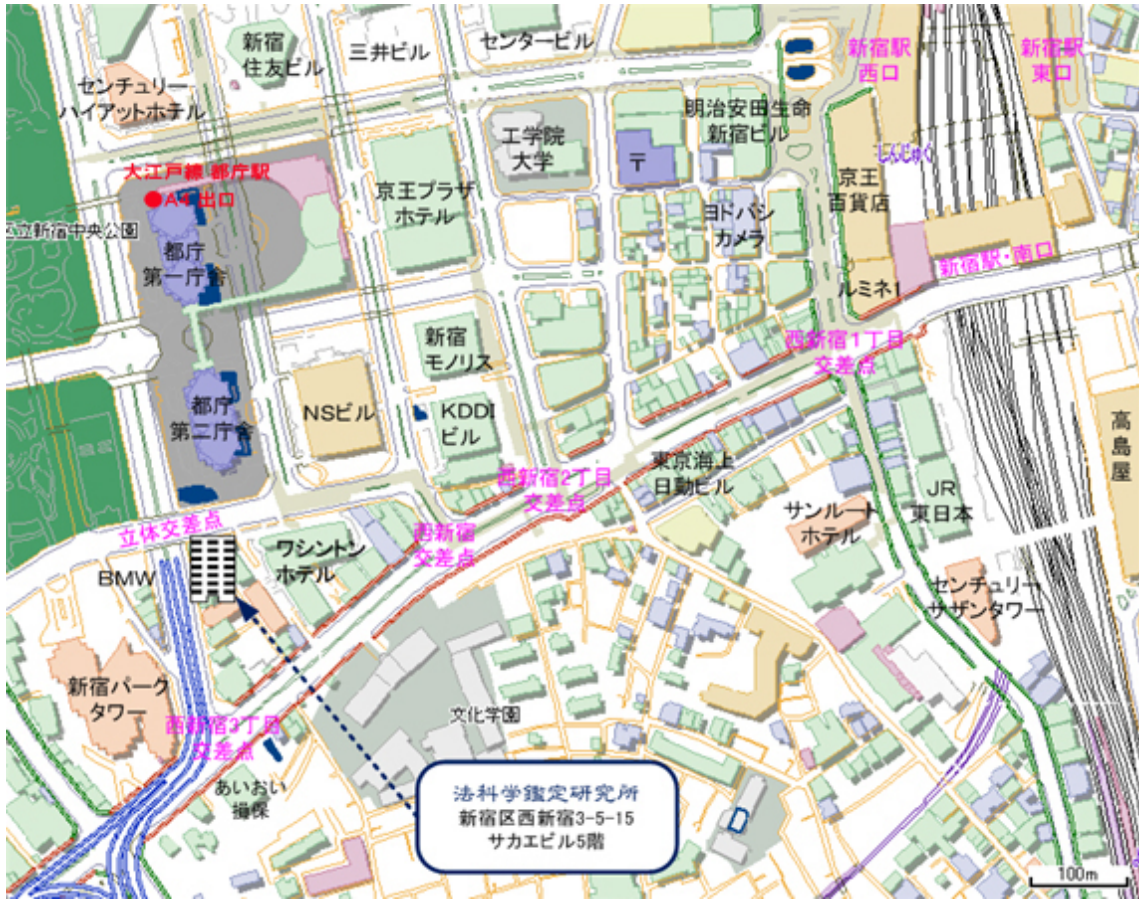 新宿
住友ビル
三井ビル
センタービル
新宿駅
西口
新宿駅
東口
センチュリー
ハイアットホテル
工学院
大学
〒
明治安田生命
新宿ビル
しんじゅく
大江戸線 都庁駅
A4 出口
京王プラザ
ホテル
京王
百貨店
ヨドバシ
カメラ
区立新宿中央公園
都庁
第一庁舎
新宿駅・南口
ルミネ1
新宿
モノリス
西新宿1丁目
交差点
都庁
第二庁舎
NSビル
KDDI
ビル
高島屋
東京海上
日動ビル
西新宿2丁目
交差点
JR
東日本
サンルート
ホテル
立体交差点
西新宿
交差点
ワシントン
ホテル
BMW
センチュリー
サザンタワー
新宿パーク
タワー
西新宿3丁目
交差点
文化学園
あいおい
損保
法科学鑑定研究所
新宿区西新宿3-5-15
サカエビル5階
100m